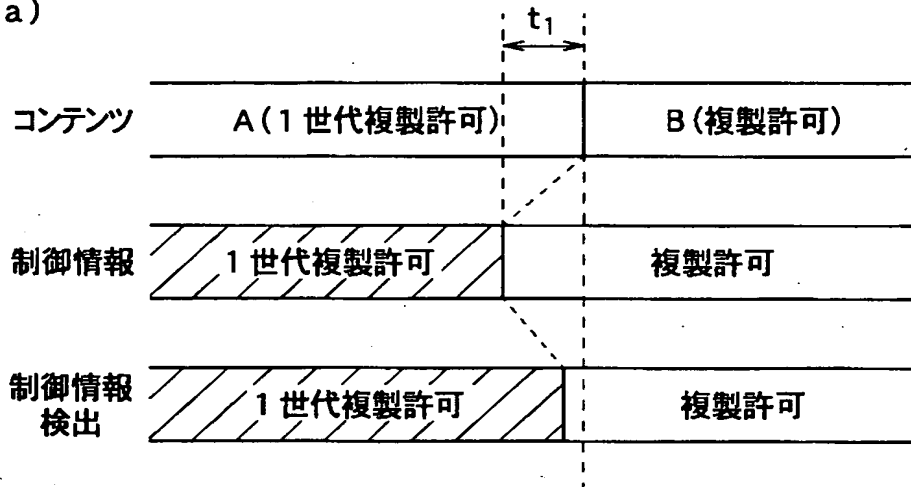 a)
t1
コンテンツ
A(1世代複製許可)
B(複製許可)
制御情報
1世代複製許可
複製許可
制御情報
検出
1世代複製許可
複製許可